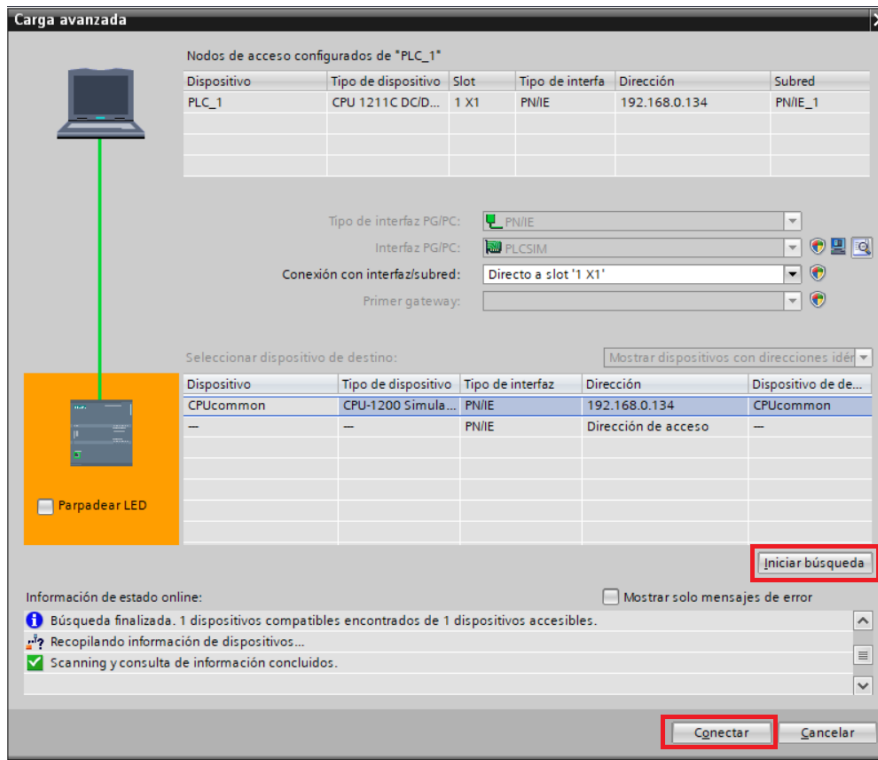 Carga avanzada
Nodos de acceso configurados de "PLC_1"
Dispositivo Tipo de dispositivo Slot Tipo de interfa Dirección Subred
PLC_1 CPU 1211C DC/D... 1 X1 PN/IE 192.168.0.134 PN/IE_1
Tipo de interfaz PG/PC: PN/IE
Interfaz PG/PC: PLCSIM
Conexión con interfaz/subred: Directo a slot '1 X1'
Primer gateway:
Seleccionar dispositivo de destino: Mostrar dispositivos con direcciones idér
Dispositivo Tipo de dispositivo Tipo de interfaz Dirección Dispositivo de de...
CPUcommon CPU-1200 Simula... PN/IE 192.168.0.134 CPUcommon
— — PN/IE Dirección de acceso —
Parpadear LED
Iniciar búsqueda
Información de estado online: Mostrar solo mensajes de error
Búsqueda finalizada. 1 dispositivos compatibles encontrados de 1 dispositivos accesibles.
Recopilando información de dispositivos...
Scanning y consulta de información concluidos.
Conectar Cancelar